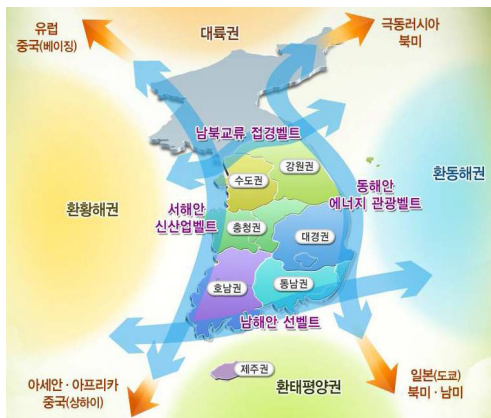 유럽
중국(베이징)
대륙권
극동러시아
북미
남북교류 접경벨트
수도권
강원권
환황해권
서해안
신산업벨트
충청권
대경권
동해안
에너지 관광벨트
환동해권
호남권
동남권
남해안 선벨트
제주권
환태평양권
아세안·아프리카
중국(상하이)
일본(도쿄)
북미·남미